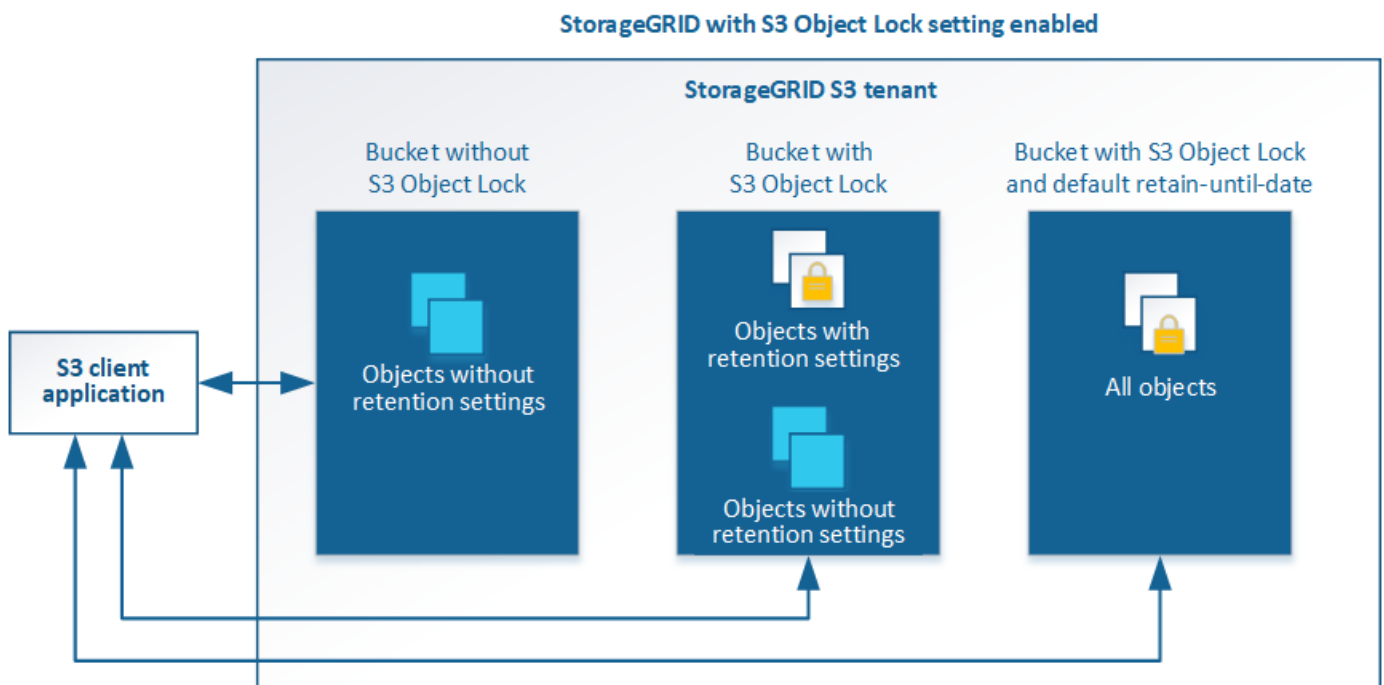 StorageGRID with S3 Object Lock setting enabled
StorageGRID S3 tenant
Bucket without
S3 Object Lock
Bucket with
S3 Object Lock
Bucket with S3 Object Lock
and default retain-until-date
S3 client
application
Objects without
retention settings
Objects with
retention settings
Objects without
retention settings
All objects